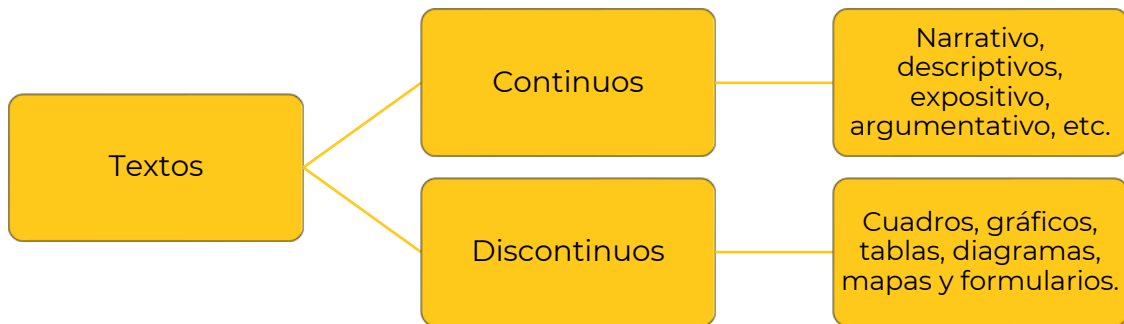 Textos
Continuos
Narrativo,
descriptivos,
expositivo,
argumentativo, etc.
Discontinuos
Cuadros, gráficos,
tablas, diagramas,
mapas y formularios.